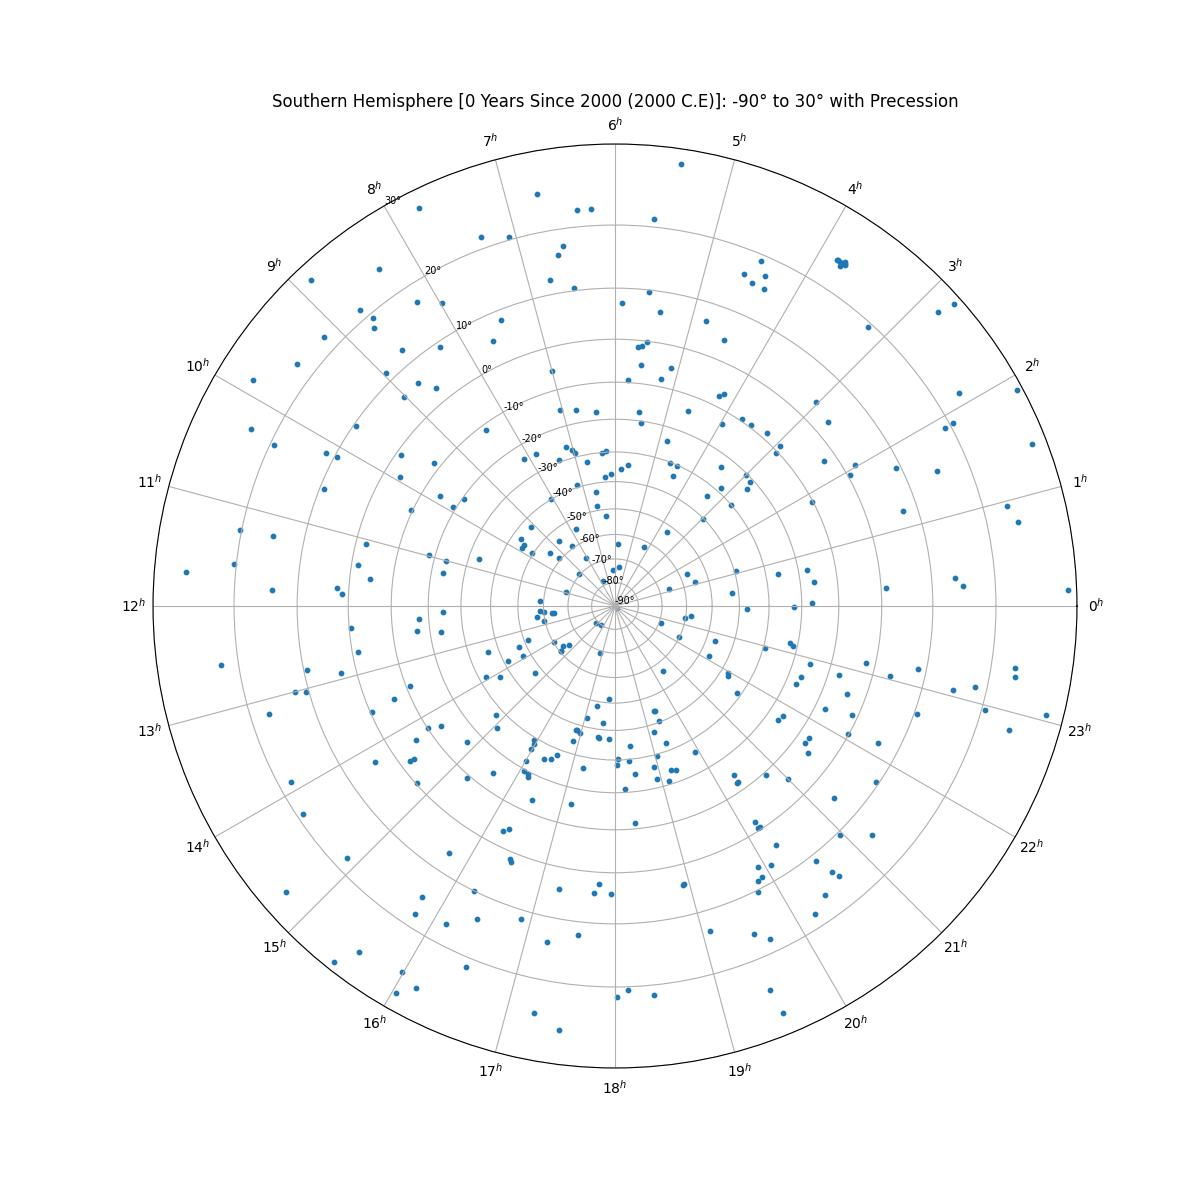 Southern Hemisphere [0 Years Since 2000 (2000 C.E)]: -90° to 30° with Precession
6h
7h
5h
8h
4h
30°
9h
3h
20°
10°
10h
2h
0°
-10°
-20°
-30°
11h
1h
-40°
-50°
-60°
-70°
-80°
-90°
12h
0h
13h
23h
14h
22h
15h
21h
16h
20h
17h
19h
18h